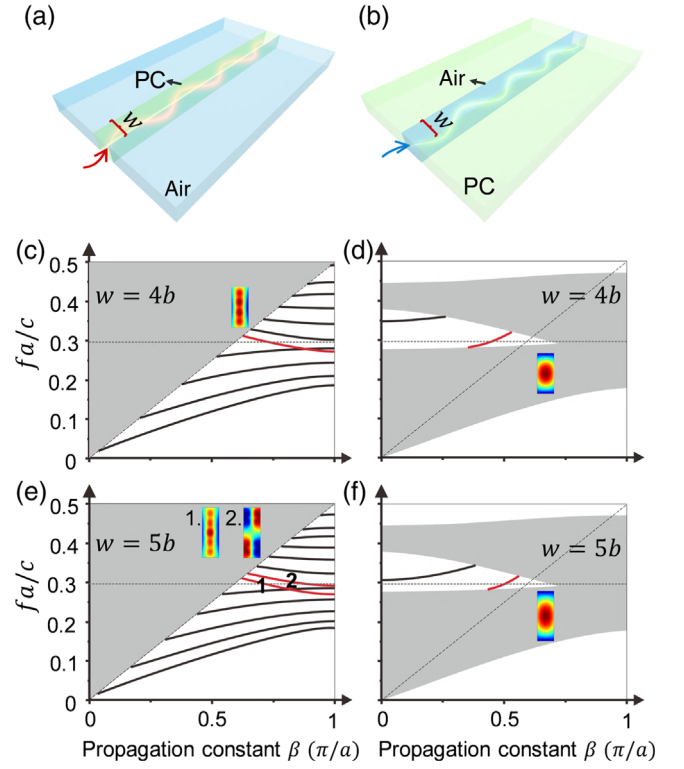 (a)
PC
w
Air
(b)
Air
w
PC
(c)
0.5
w = 4b
0.4
0.3
0.2
0.1
0
fa/c
(d)
w = 4b
(e)
0.5
1.
2.
w = 5b
0.4
0.3
1
2
0.2
0.1
0
fa/c
0
0.5
1
Propagation constant β (π/a)
(f)
w = 5b
0
0.5
1
Propagation constant β (π/a)